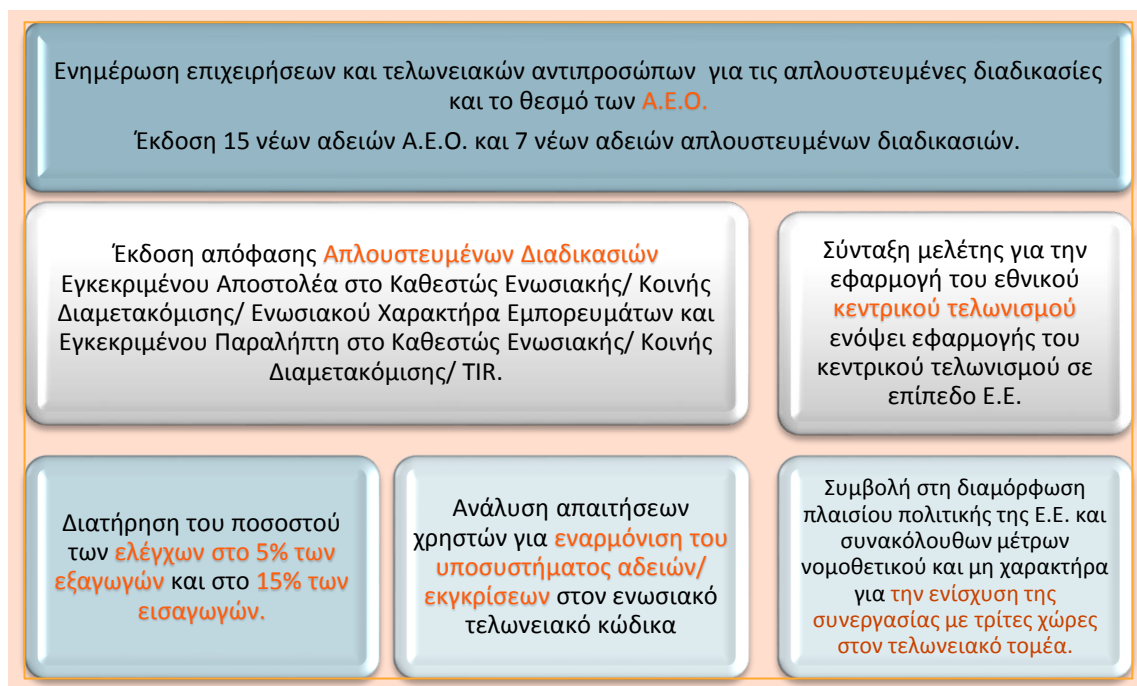 Ενημέρωση επιχειρήσεων και τελωνειακών αντιπροσώπων για τις απλουστευμένες διαδικασίες
και το θεσμό των Α.Ε.Ο.
Έκδοση 15 νέων αδειών Α.Ε.Ο. και 7 νέων αδειών απλουστευμένων διαδικασιών.
Έκδοση απόφασης Απλουστευμένων Διαδικασιών
Εγκεκριμένου Αποστολέα στο Καθεστώς Ενωσιακής/ Κοινής
Διαμετακόμισης/ Ενωσιακού Χαρακτήρα Εμπορευμάτων και
Εγκεκριμένου Παραλήπτη στο Καθεστώς Ενωσιακής/ Κοινής
Διαμετακόμισης/ TIR.
Σύνταξη μελέτης για την
εφαρμογή του εθνικού
κεντρικού τελωνισμού
ενόψει εφαρμογής του
κεντρικού τελωνισμού σε
επίπεδο Ε.Ε.
Διατήρηση του ποσοστού
των ελέγχων στο 5% των
εξαγωγών και στο 15% των
εισαγωγών.
Ανάλυση απαιτήσεων
χρηστών για εναρμόνιση του
υποσυστήματος αδειών/
εκγκρίσεων στον ενωσιακό
τελωνειακό κώδικα
Συμβολή στη διαμόρφωση
πλαισίου πολιτικής της Ε.Ε. και
συνακόλουθων μέτρων
νομοθετικού και μη χαρακτήρα
για την ενίσχυση της
συνεργασίας με τρίτες χώρες
στον τελωνειακό τομέα.